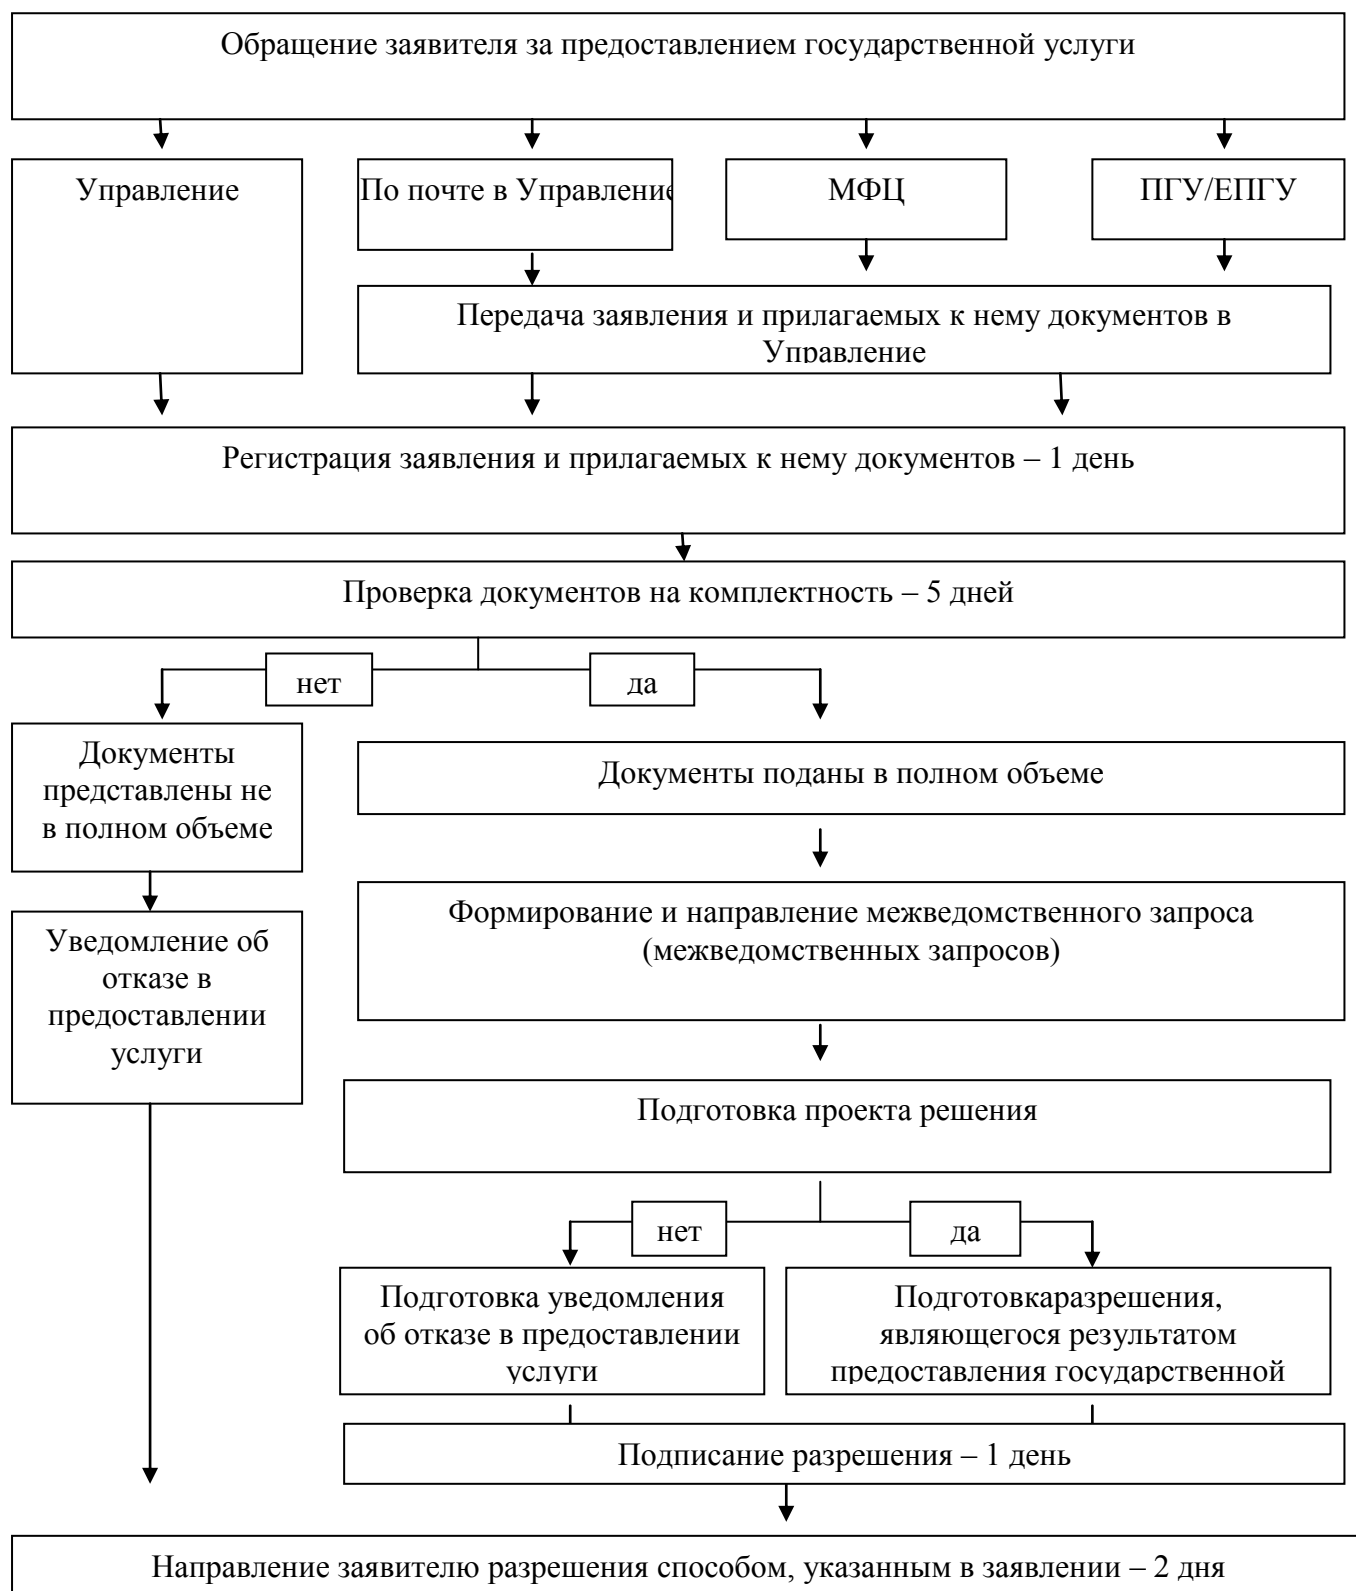 Обращение заявителя за предоставлением государственной услуги
Управление
По почте в Управление
МФЦ
ПГУ/ЕПГУ
Передача заявления и прилагаемых к нему документов в
Управление
Регистрация заявления и прилагаемых к нему документов – 1 день
Проверка документов на комплектность – 5 дней
нет
да
Документы
представлены не
в полном объеме
Документы поданы в полном объеме
Уведомление об
отказе в
предоставлении
услуги
Формирование и направление межведомственного запроса
(межведомственных запросов)
Подготовка проекта решения
нет
да
Подготовка уведомления
об отказе в предоставлении
услуги
Подготовкаразрешения,
являющегося результатом
предоставления государственной
Подписание разрешения – 1 день
Направление заявителю разрешения способом, указанным в заявлении – 2 дня